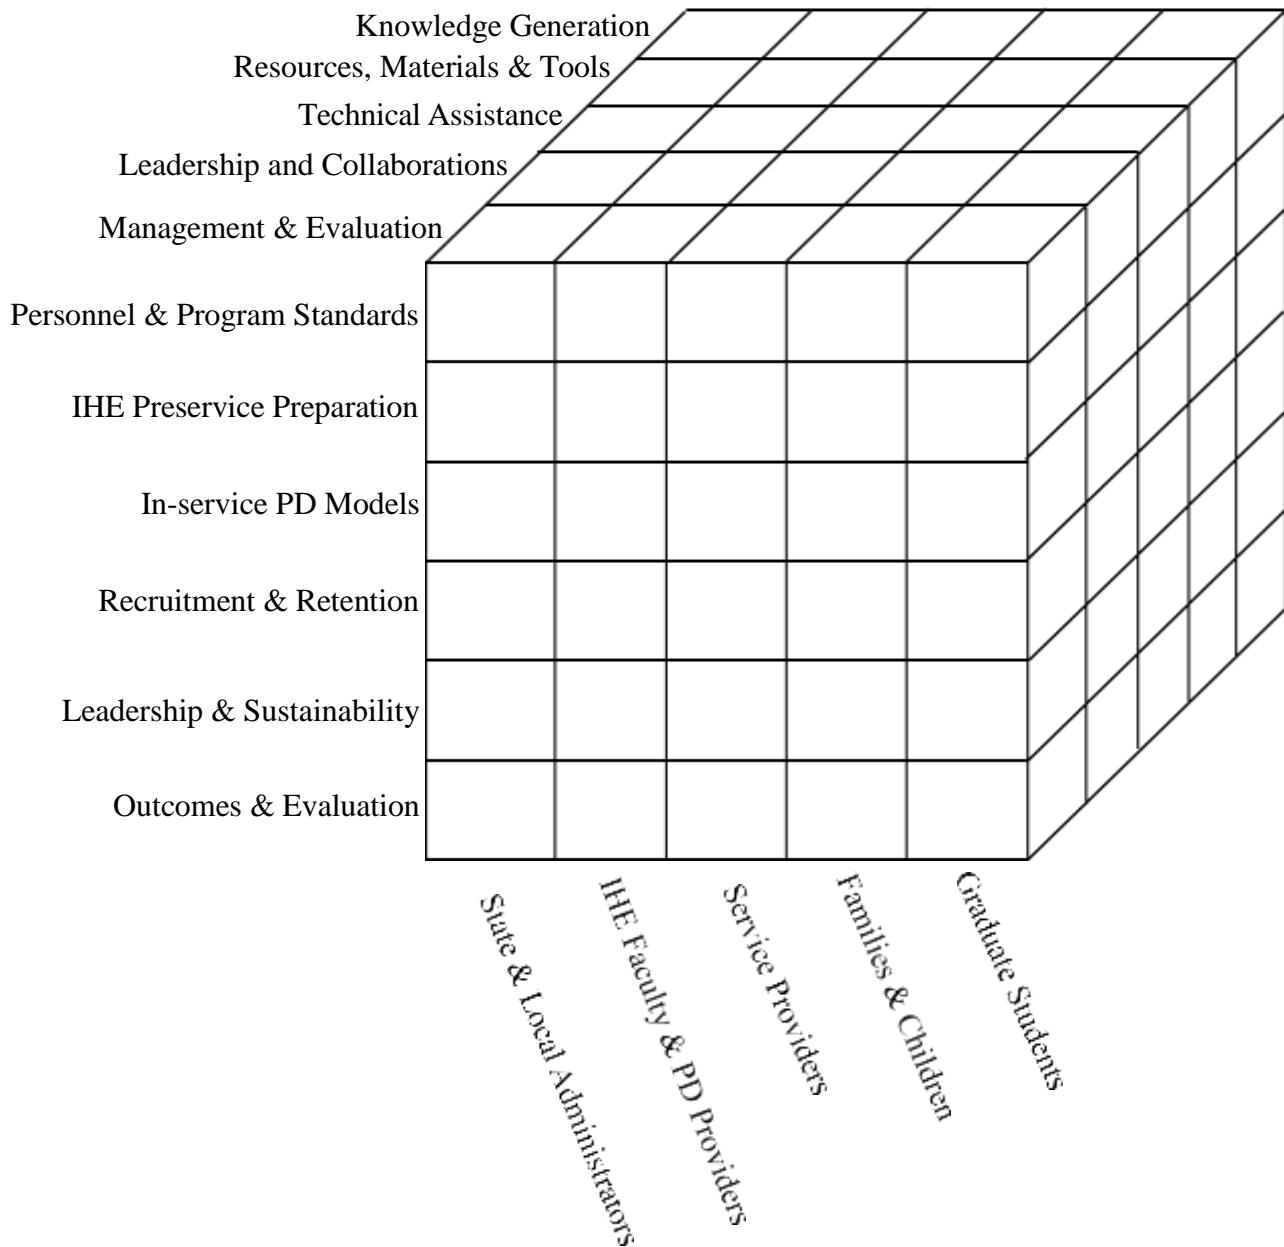 Knowledge Generation
Resources, Materials & Tools
Technical Assistance
Leadership and Collaborations
Management & Evaluation
Personnel & Program Standards
IHE Preservice Preparation
In-service PD Models
Recruitment & Retention
Leadership & Sustainability
Outcomes & Evaluation
State & Local Administrators
IHE Faculty & PD Providers
Service Providers
Families & Children
Graduate Students